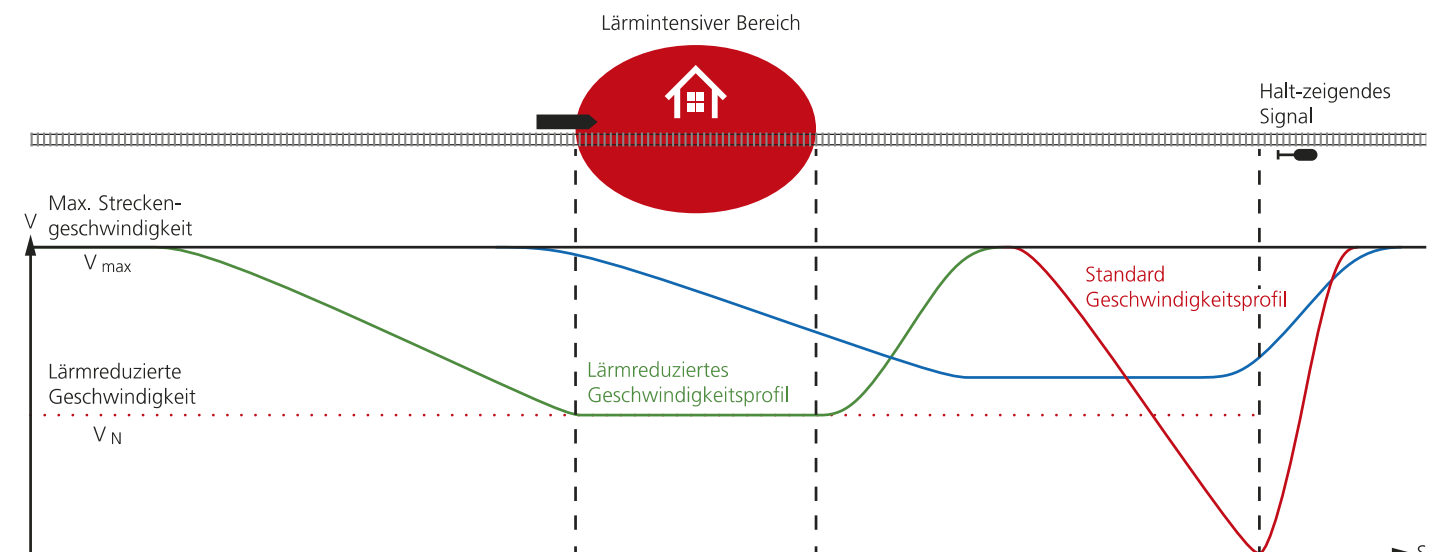 Lärmintensiver Bereich
Halt-zeigendes
Signal
Max. Strecken-
geschwindigkeit
V
V max
Standard
Geschwindigkeitsprofil
Lärmreduzierte
Geschwindigkeit
Lärmreduziertes
Geschwindigkeitsprofil
V N